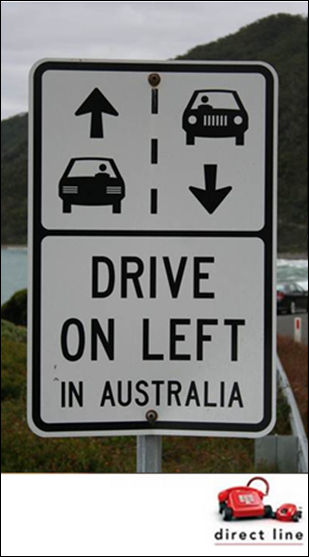 DRIVE
ON LEFT
IN AUSTRALIA
direct line